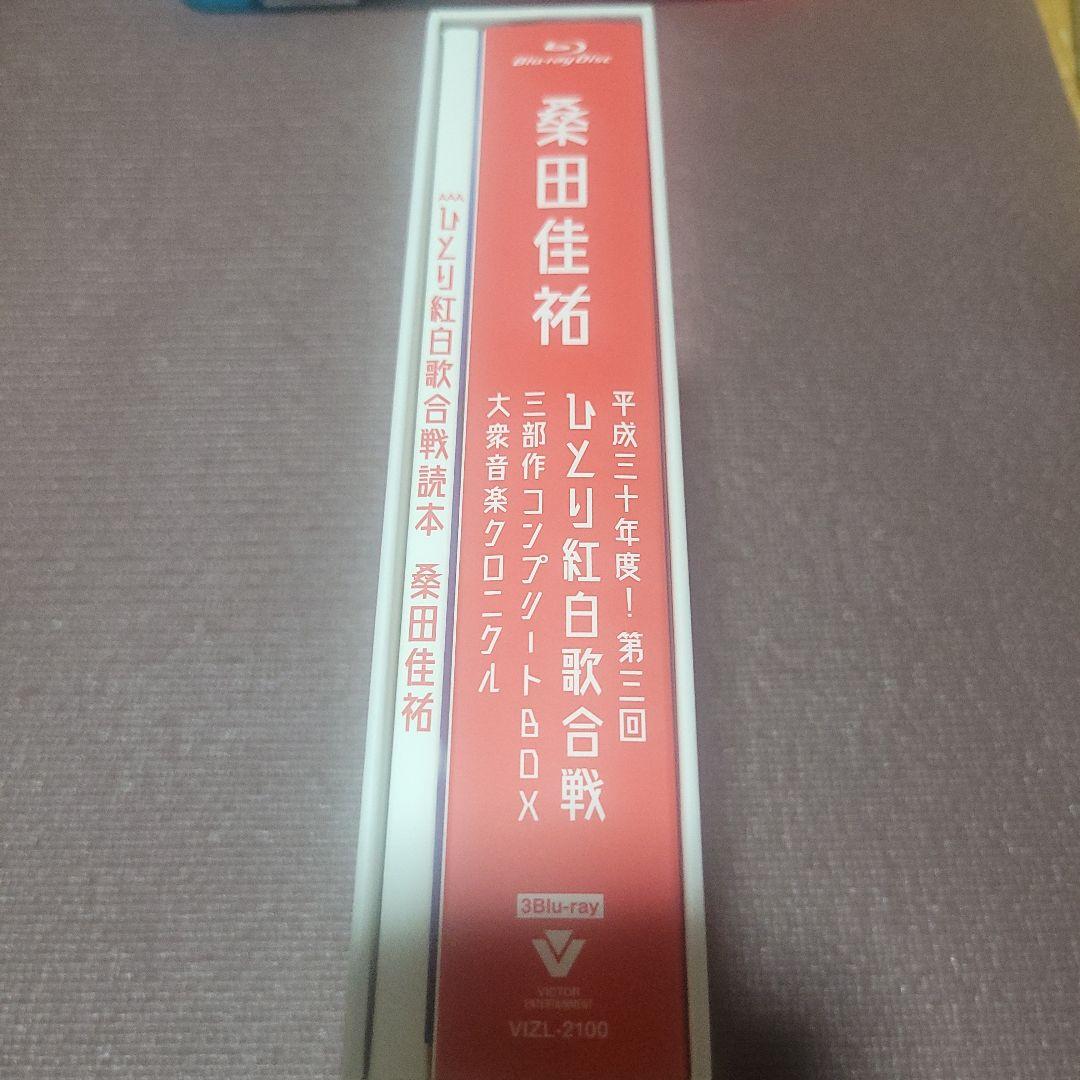 Blu-ray Disc
桑田佳祐
平成三十年度！第三回
ひとり紅白歌合戦
三部作コンプリートBOX
大衆音楽クロニクル
3Blu-ray
VICTOR
ENTERTAINMENT
VIZL-2100
ひとり紅白歌合戦読本 桑田佳祐